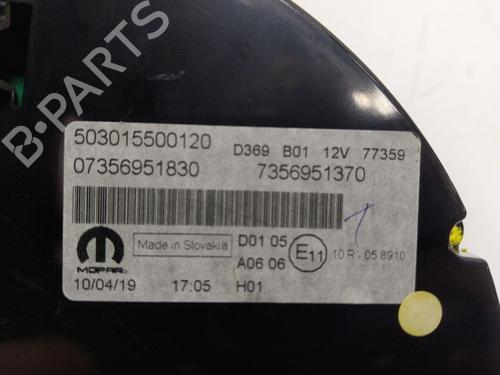 B-PARTS
503015500120 D369 B01 12V 77359
07356951830 7356951370
1
MOPAR Made in Slovakia D01 05 E11 10 R - 05 8910
A06 06
10/04/19 17:05 H01